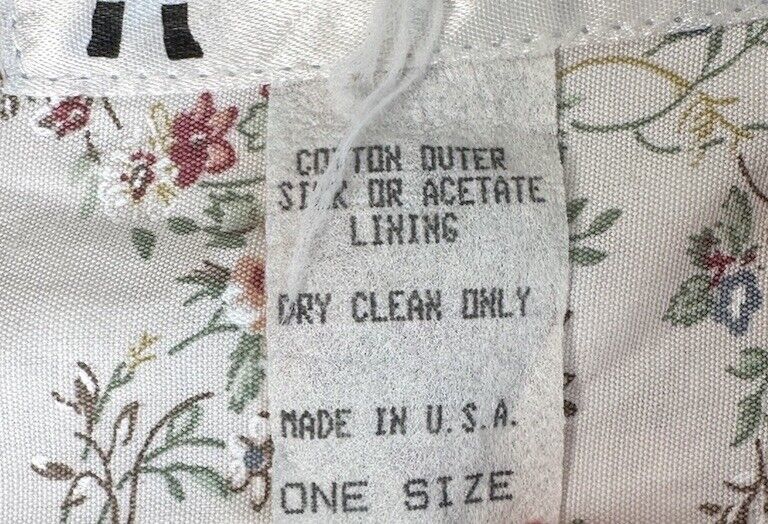 COTTON OUTER
SILK OR ACETATE
LINING
DRY CLEAN ONLY
MADE IN U.S.A.
ONE SIZE